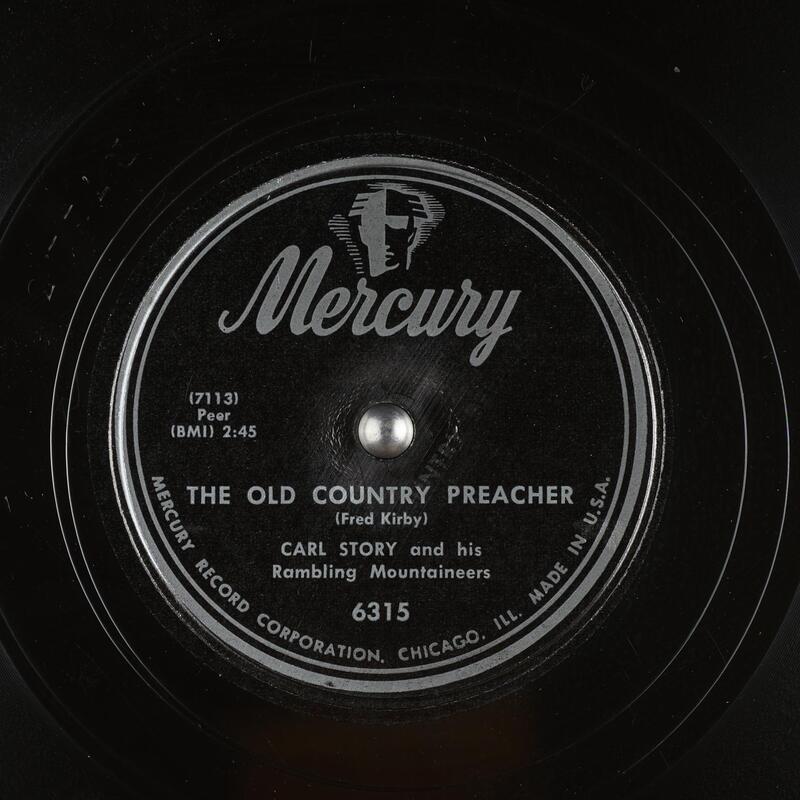 Mercury
(7113)
Peer
(BMI) 2:45
THE OLD COUNTRY PREACHER
(Fred Kirby)
CARL STORY and his
Rambling Mountaineers
6315
MERCURY RECORD CORPORATION, CHICAGO, ILL. MADE IN U.S.A.